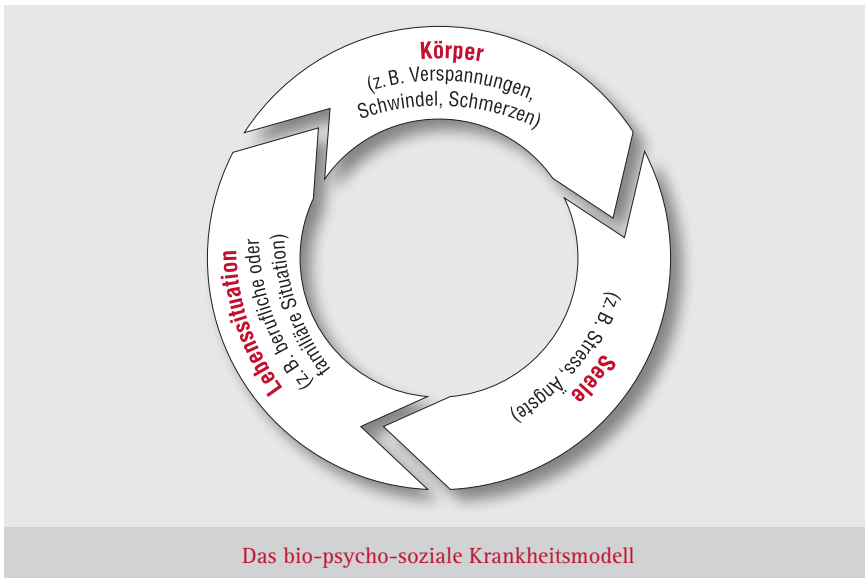 Körper
(z. B. Verspannungen,
Schwindel, Schmerzen)
Seele
(z. B. Stress, Ängste)
Lebenssituation
(z. B. berufliche oder
familiäre Situation)
Das bio-psycho-soziale Krankheitsmodell